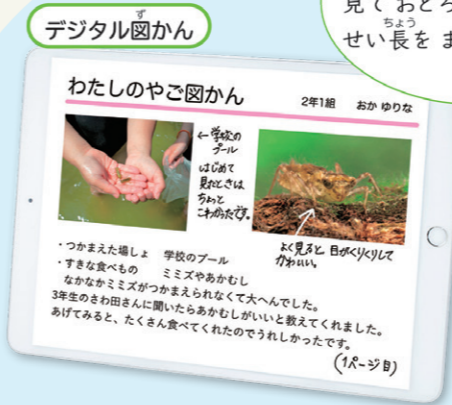 見て おどろ
せい長を ま
デジタル図かん
わたしのやご図かん
2年1組 おか ゆりな
←学校の
プール
はじめて
見たときは
ちょっと
こわかったです。
よく見ると 目がくりくりして
かわいい。
・つかまえた場しょ 学校のプール
・すきな食べもの ミミズやあかむし
なかなかミミズがつかまえられなくて大へんでした。
3年生のさわ田さんに聞いたらあかむしがいいと教えてくれました。
あげてみると、たくさん食べてくれたのでうれしかったです。
(1ページ目)